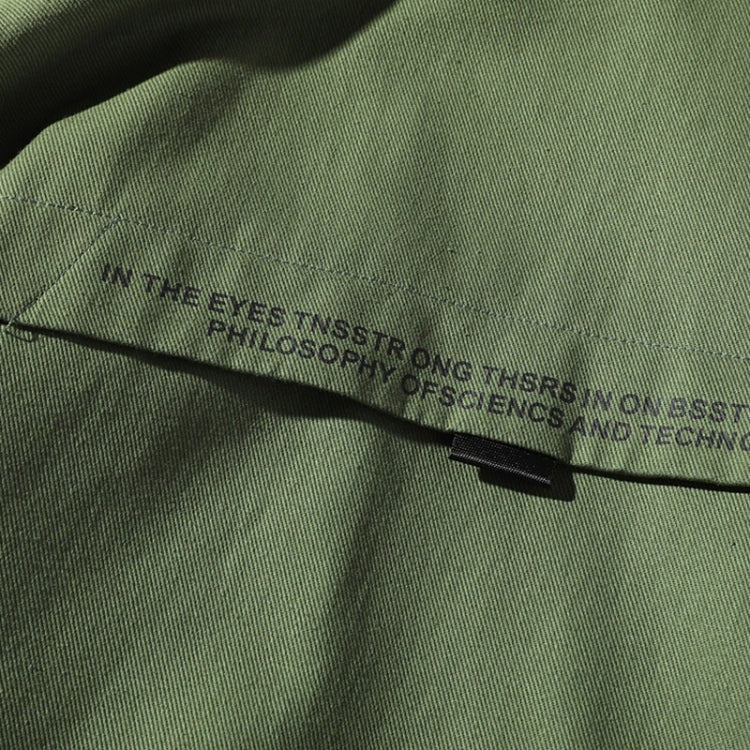 IN THE EYES TNSSTR ONG THSRS IN ON BSST
PHILOSOPHY OFSCIENCS AND TECHNO